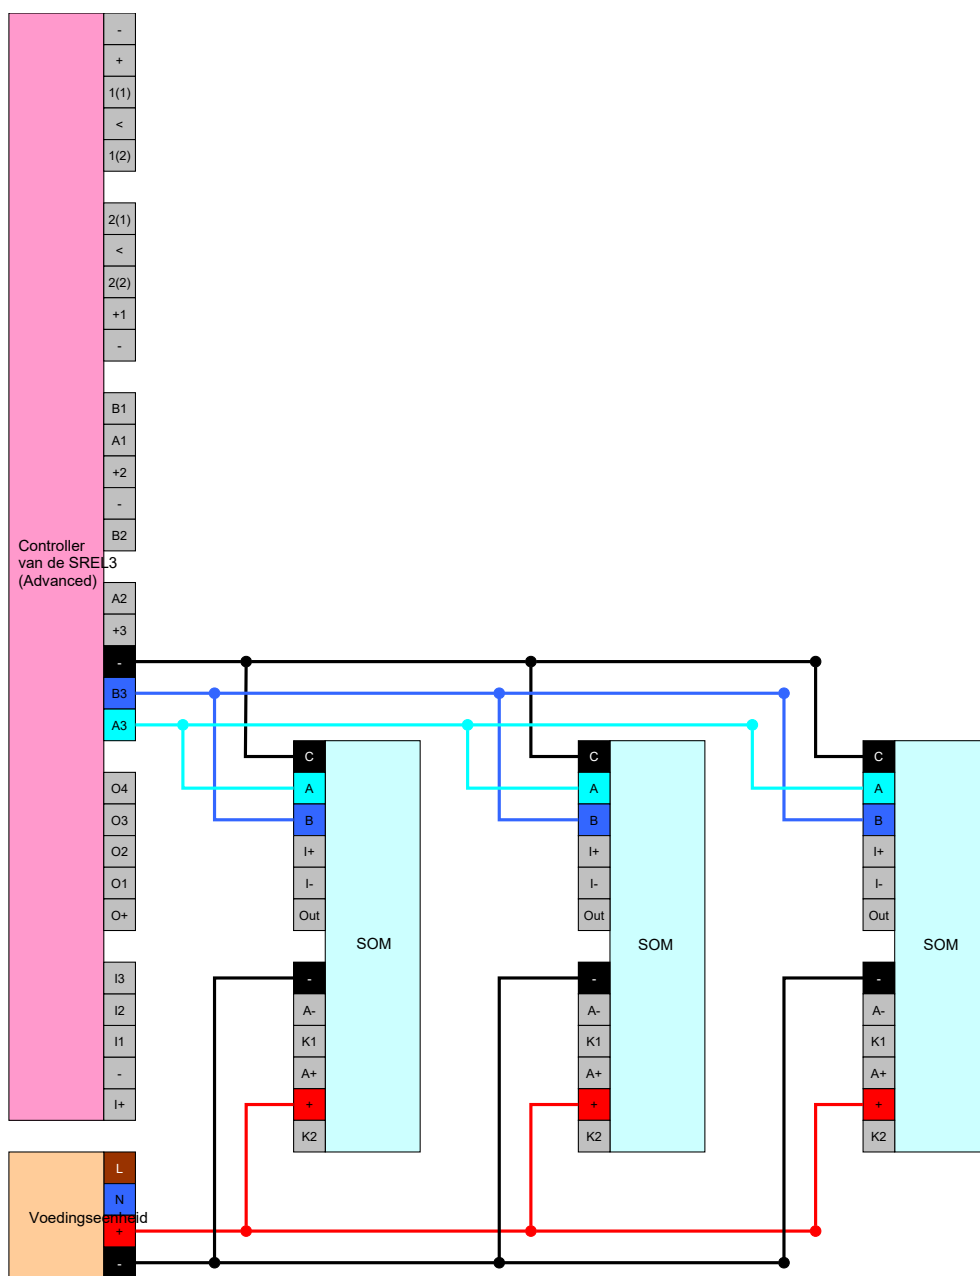 -
+
1(1)
<
1(2)
2(1)
<
2(2)
+1
-
B1
A1
+2
-
B2
Controller
van de SREL3
(Advanced)
A2
+3
-
B3
A3
O4
O3
O2
O1
O+
I3
I2
I1
-
I+
C
A
B
I+
I-
Out
SOM
-
A-
K1
A+
+
K2
C
A
B
I+
I-
Out
SOM
-
A-
K1
A+
+
K2
C
A
B
I+
I-
Out
SOM
-
A-
K1
A+
+
K2
L
N
Voedingseenheid
+
-